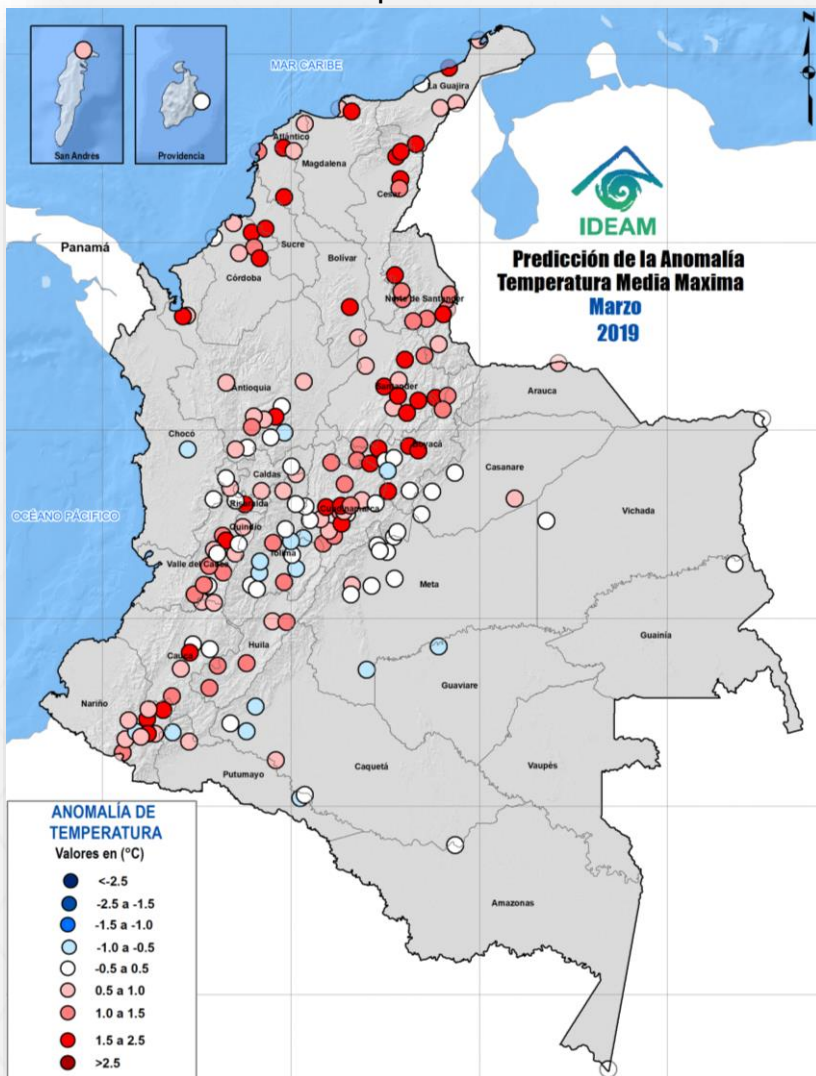 N
MAR CARIBE
La Guajira
Atlántico
Magdalena
San Andrés
Providencia
Cesar
IDEAM
Panamá
Sucre
Bolívar
Córdoba
Predicción de la Anomalía
Temperatura Media Maxima
Marzo
2019
Norte de Santander
Antioquia
Santander
Arauca
Chocó
Boyacá
Caldas
Casanare
OCÉANO PÁCIFICO
Risaralda
Cundinamarca
Vichada
Quindío
Tolima
Valle del Cauca
Meta
Guainía
Cauca
Huila
Guaviare
Nariño
Vaupés
Caquetá
Putumayo
Amazonas
ANOMALÍA DE
TEMPERATURA
Valores en (°C)
<-2.5
-2.5 a -1.5
-1.5 a -1.0
-1.0 a -0.5
-0.5 a 0.5
0.5 a 1.0
1.0 a 1.5
1.5 a 2.5
>2.5